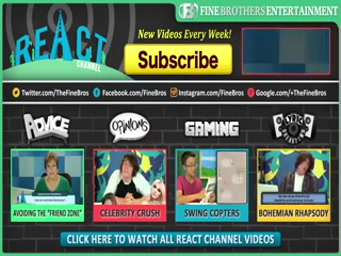 FINE BROTHERS ENTERTAINMENT
REACT
CHANNEL
New Videos Every Week!
Subscribe
Twitter.com/TheFineBros
Facebook.com/FineBros
Instagram.com/FineBros
Google.com/+TheFineBros
ADVICE
OPINIONS
GAMING
LYRIC
AVOIDING THE "FRIEND ZONE"
CELEBRITY CRUSH
SWING COPTERS
BOHEMIAN RHAPSODY
CLICK HERE TO WATCH ALL REACT CHANNEL VIDEOS